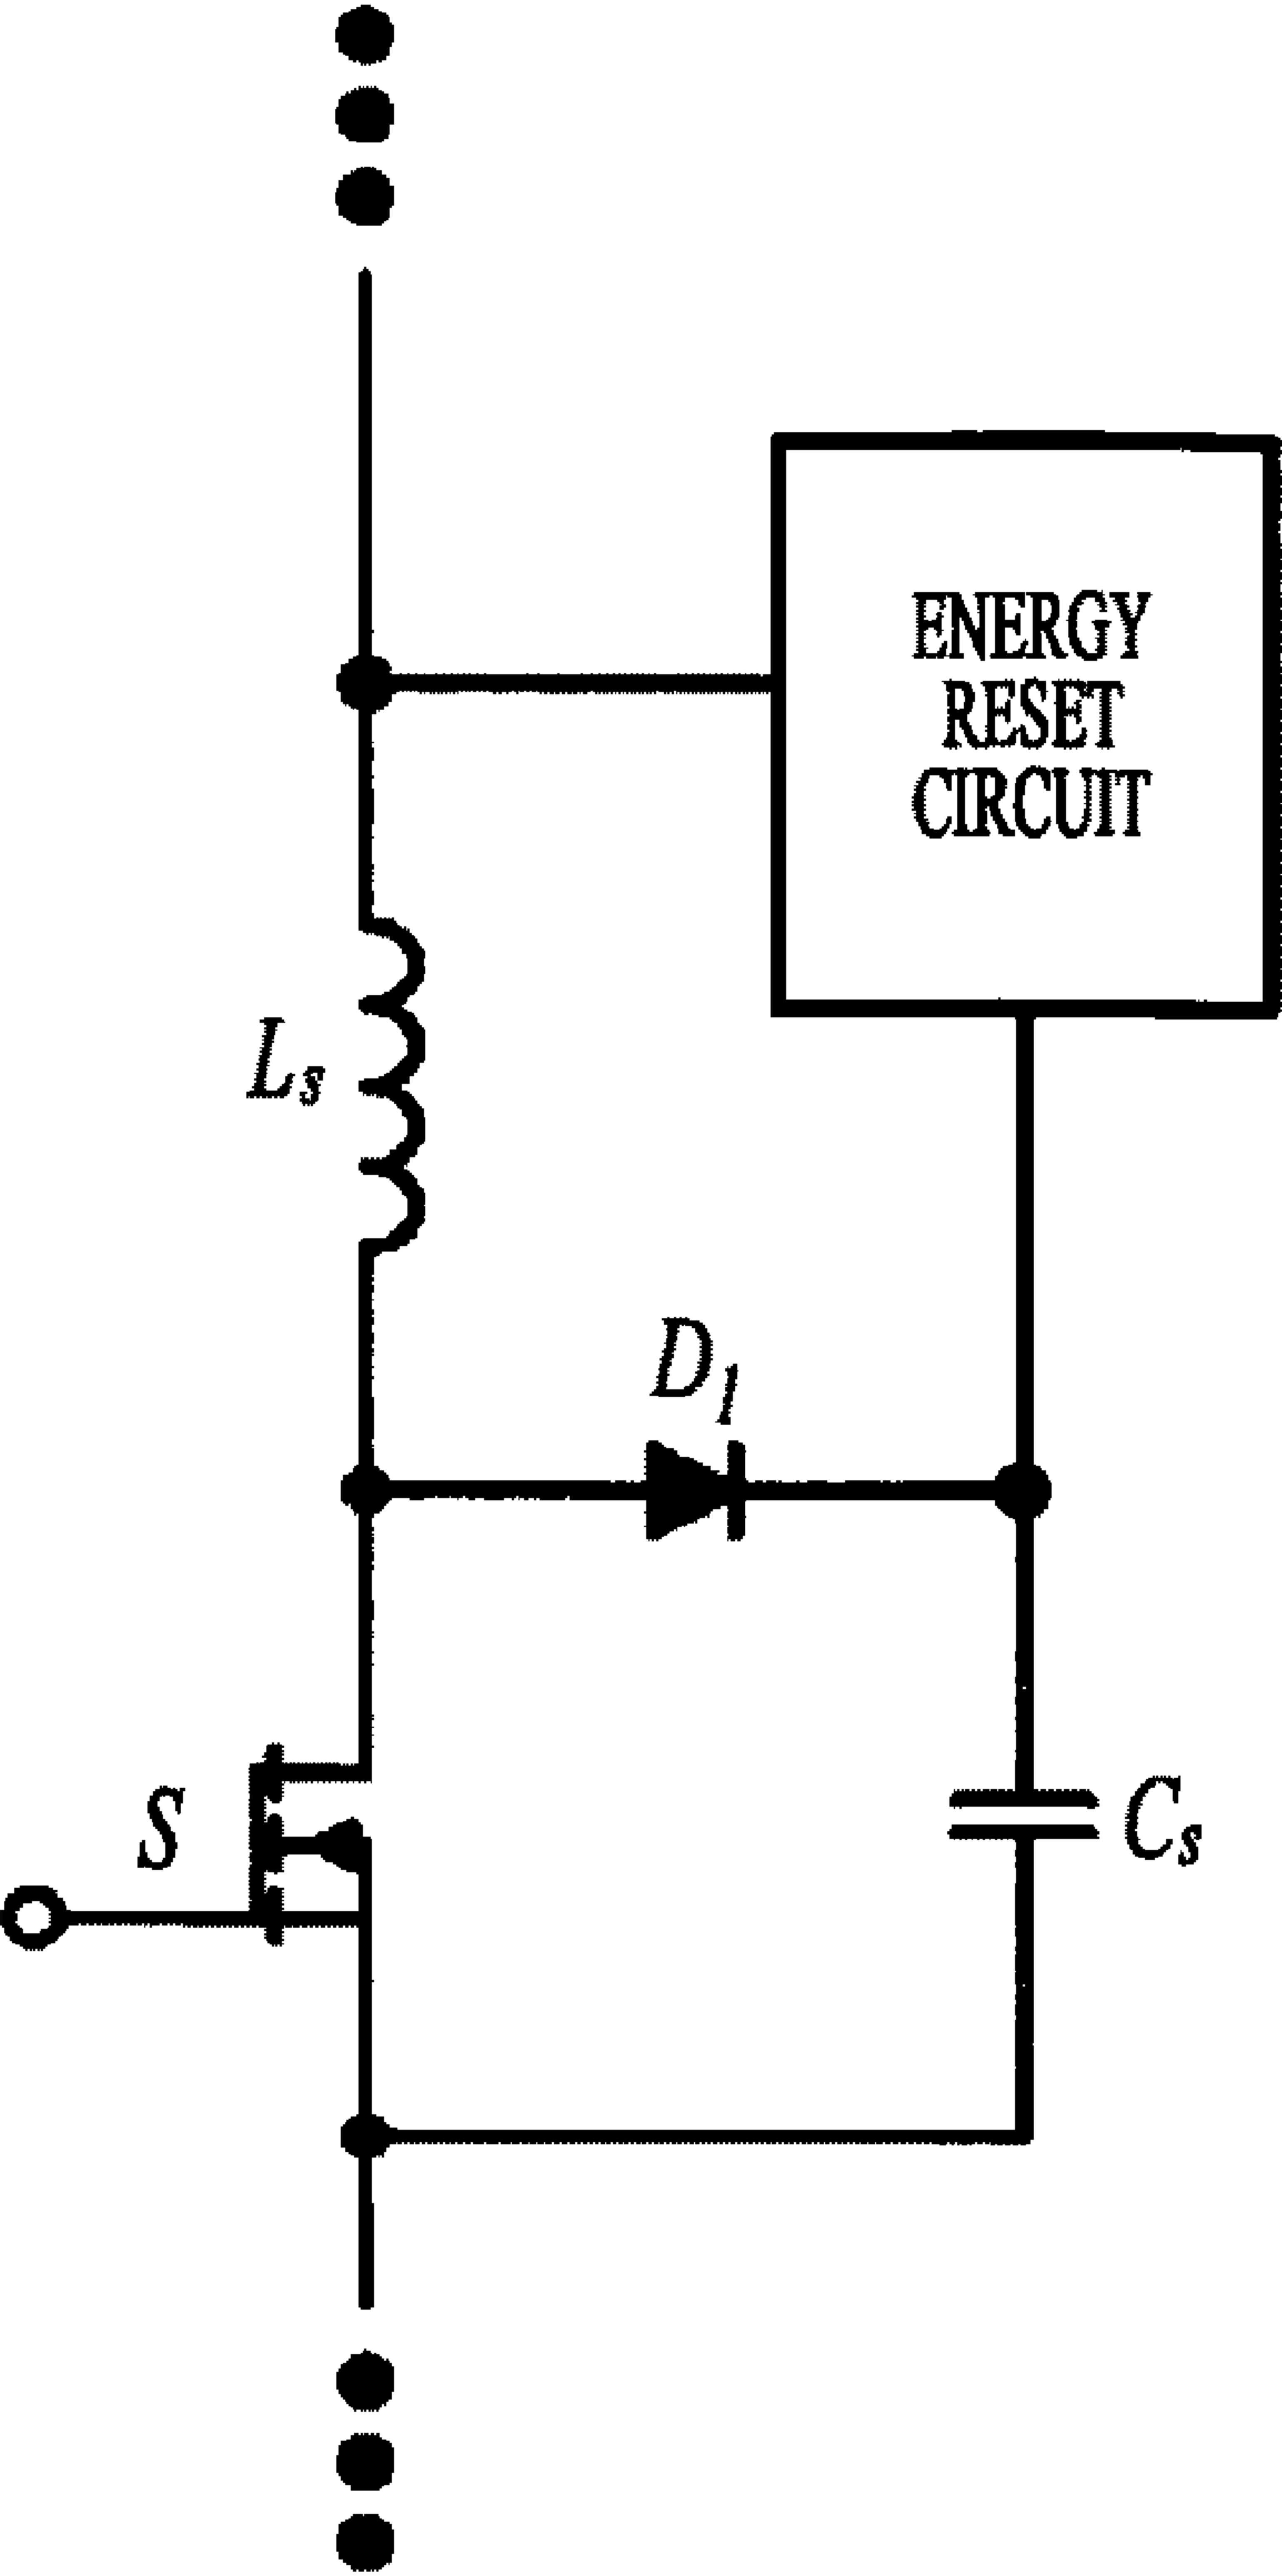 ENERGY
RESET
CIRCUIT
Ls
D1
S
Cs